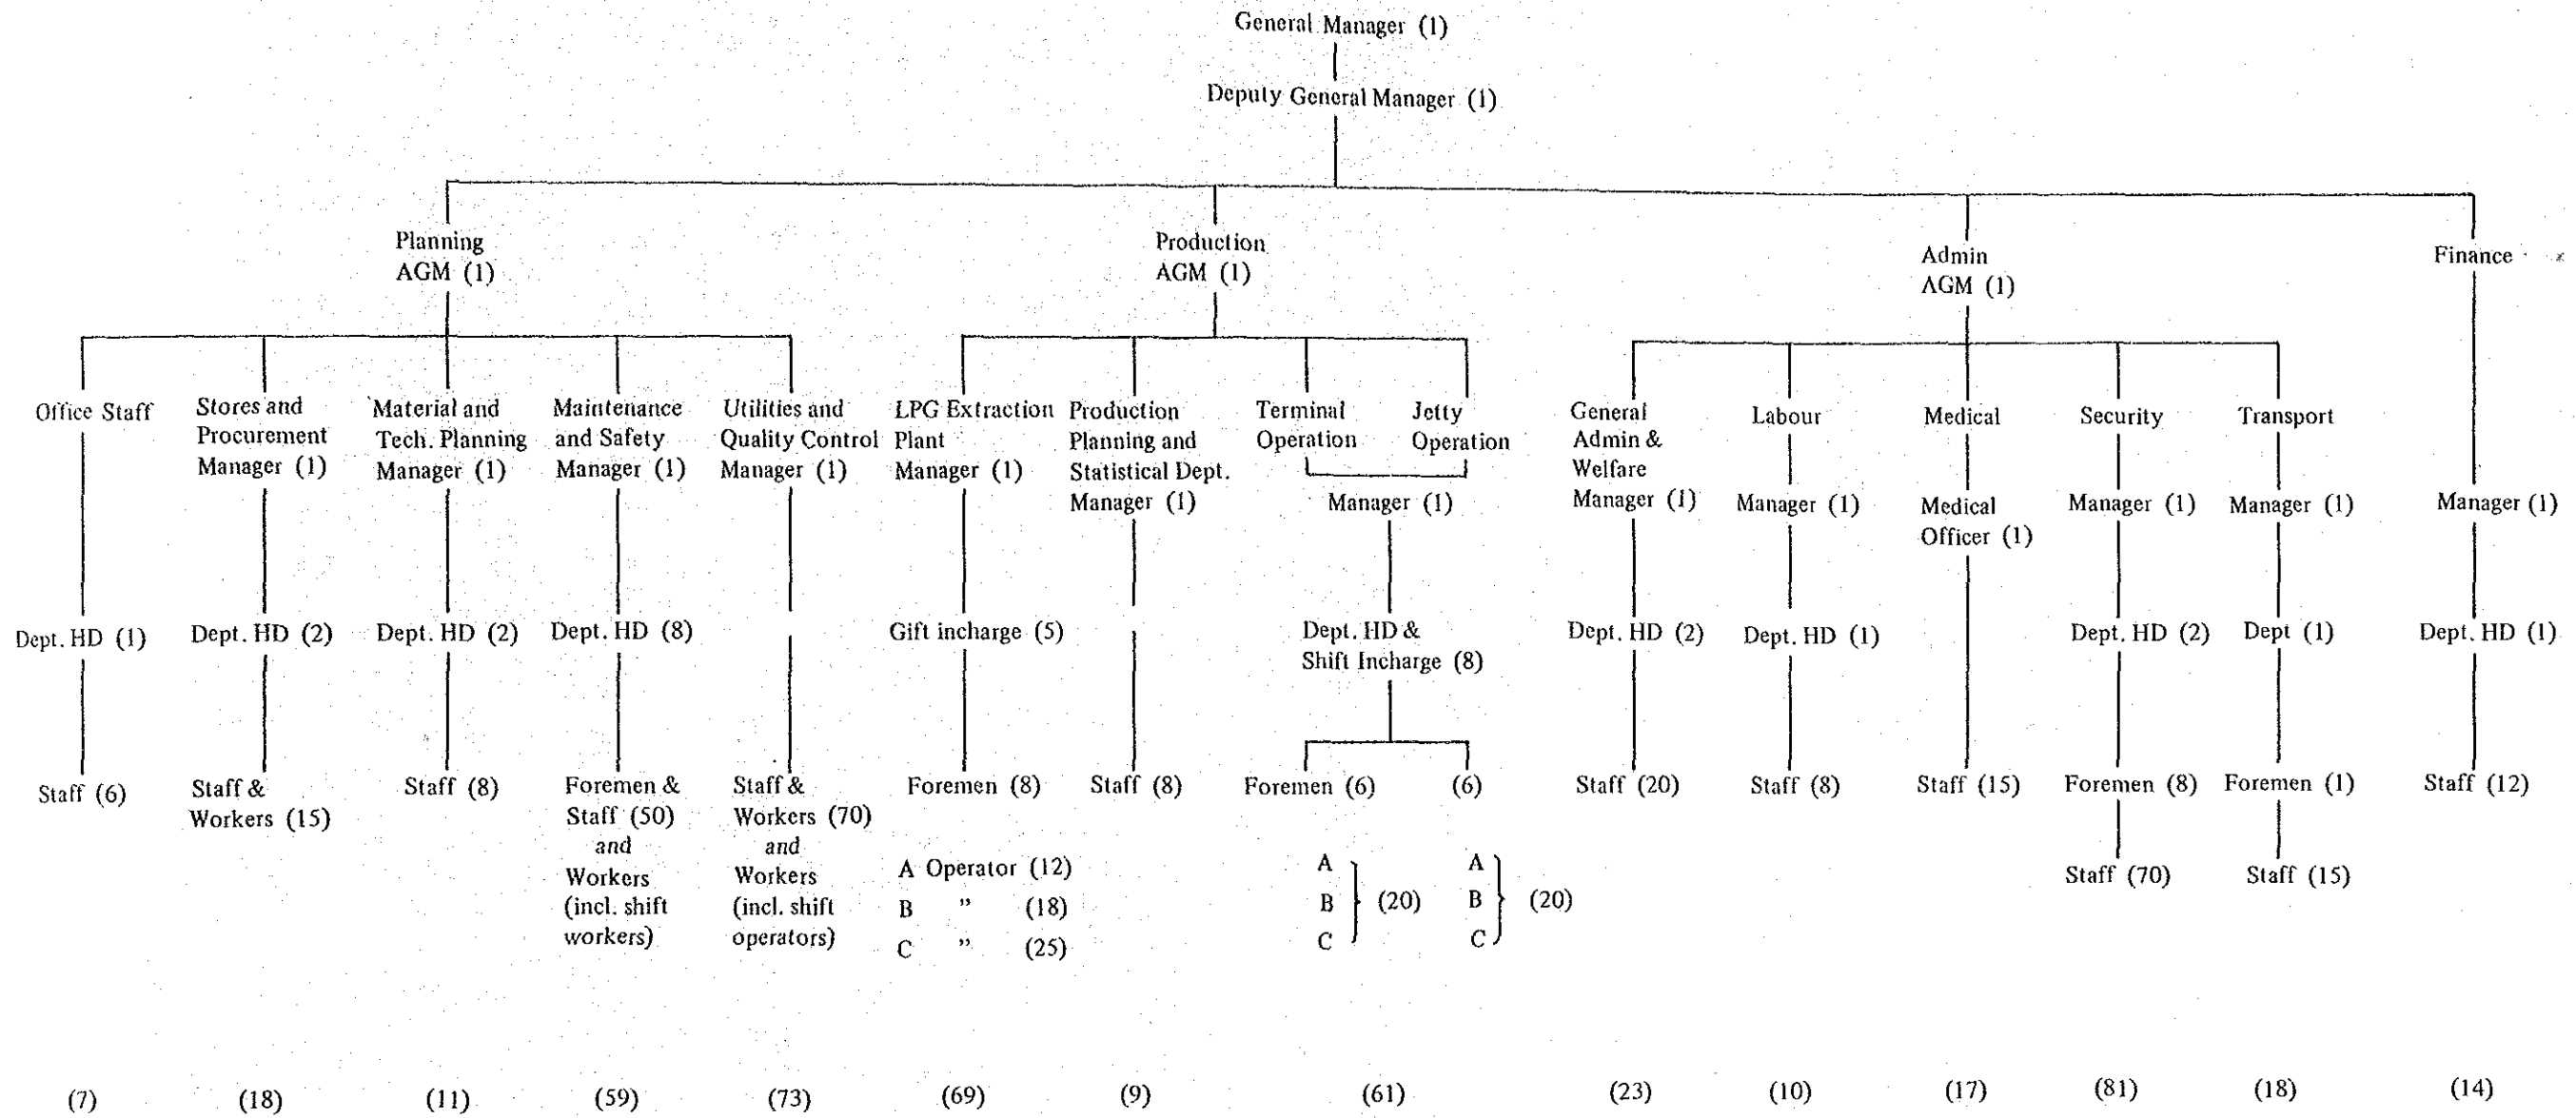 General Manager (1)
Deputy General Manager (1)
Planning
AGM (1)
Production
AGM (1)
Admin
AGM (1)
Finance
Office Staff
Dept. HD (1)
Staff (6)
(7)
Stores and
Procurement
Manager (1)
Dept. HD (2)
Staff &
Workers (15)
(18)
Material and
Tech. Planning
Manager (1)
Dept. HD (2)
Staff (8)
(11)
Maintenance
and Safety
Manager (1)
Dept. HD (8)
Foremen &
Staff (50)
and
Workers
(incl. shift
workers)
(59)
Utilities and
Quality Control
Manager (1)
Staff &
Workers (70)
and
Workers
(incl. shift
operators)
(73)
LPG Extraction
Plant
Manager (1)
Gift incharge (5)
Foremen (8)
A Operator (12)
B " (18)
C " (25)
(69)
Production
Planning and
Statistical Dept.
Manager (1)
Staff (8)
(9)
Terminal
Operation
Jetty
Operation
Manager (1)
Dept. HD &
Shift Incharge (8)
Foremen (6)
(6)
A
B (20)
C
A
B (20)
C
(61)
General
Admin &
Welfare
Manager (1)
Dept. HD (2)
Staff (20)
(23)
Labour
Manager (1)
Dept. HD (1)
Staff (8)
(10)
Medical
Medical
Officer (1)
Staff (15)
(17)
Security
Manager (1)
Dept. HD (2)
Foremen (8)
Staff (70)
(81)
Transport
Manager (1)
Dept (1)
Foremen (1)
Staff (15)
(18)
Manager (1)
Dept. HD (1)
Staff (12)
(14)